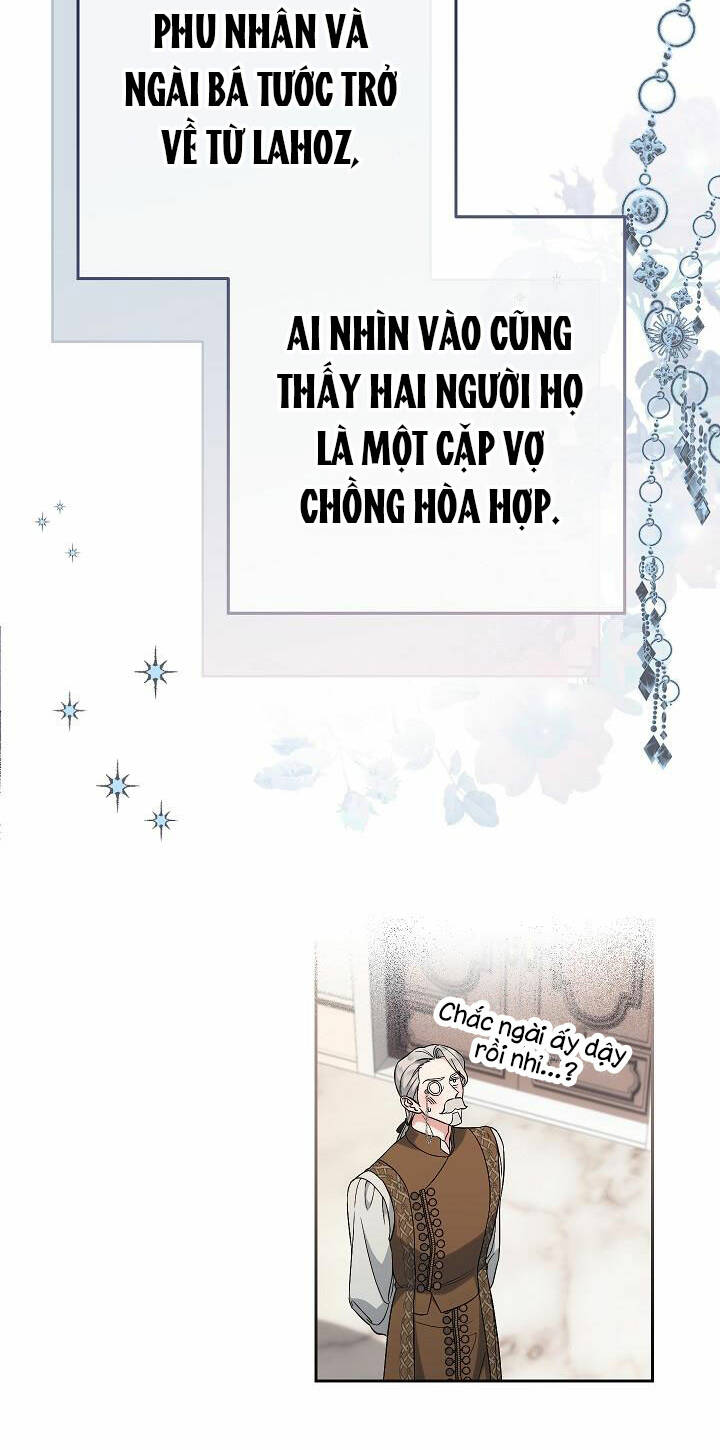 PHU NHÂN VÀ
NGÀI BÁ TƯỚC TRỞ
VỀ TỪ LAHOZ,
AI NHÌN VÀO CŨNG
THẤY HAI NGƯỜI HỌ
LÀ MỘT CẶP VỢ
CHỒNG HÒA HỢP.
Chắc ngài ấy dậy
rồi nhỉ...?